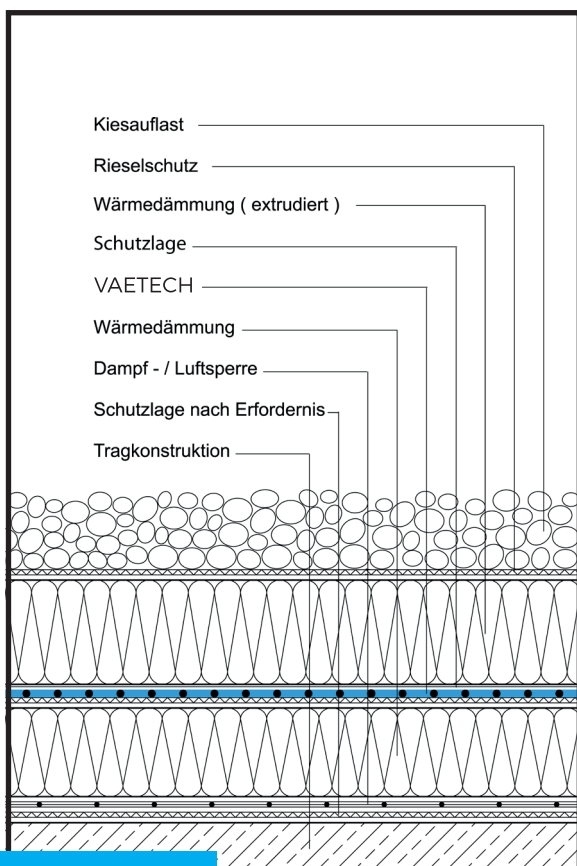 Kiesauflast
Rieselschutz
Wärmedämmung ( extrudiert )
Schutzlage
VAETECH
Wärmedämmung
Dampf - / Luftsperre
Schutzlage nach Erfordernis
Tragkonstruktion